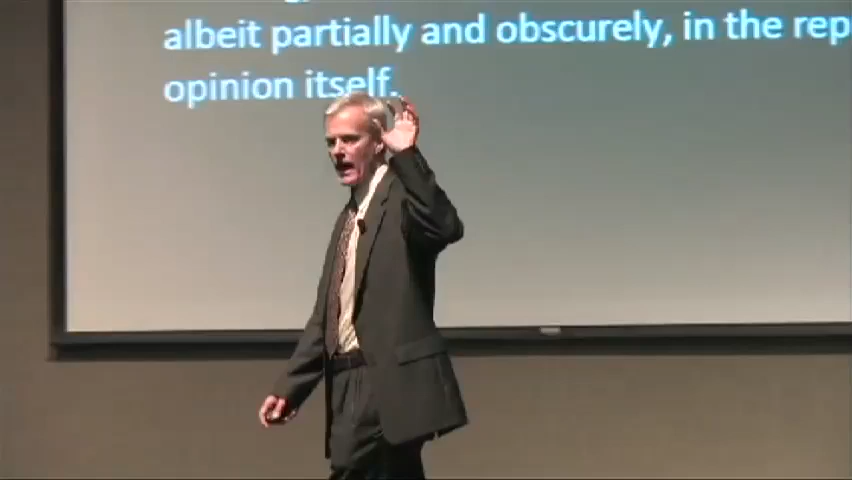 albeit partially and obscurely, in the rep
opinion itself.